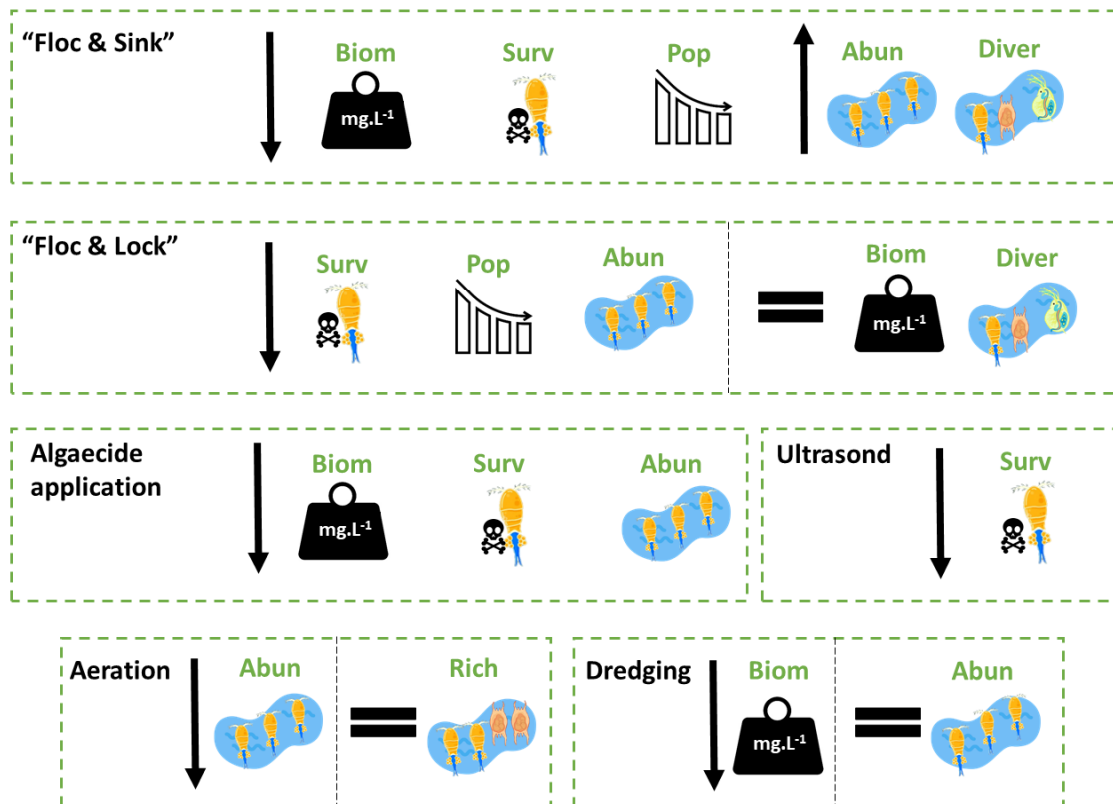 “Floc & Sink”
Biom
Surv
Pop
Abun
Diver
mg.L⁻¹
“Floc & Lock”
Surv
Pop
Abun
Biom
Diver
mg.L⁻¹
Algaecide
application
Biom
Surv
Abun
mg.L⁻¹
Ultrasond
Surv
Aeration
Abun
Rich
Dredging
Biom
Abun
mg.L⁻¹